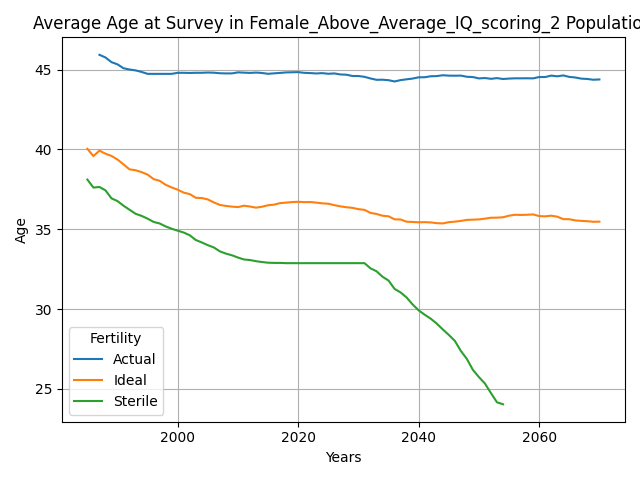 Average Age at Survey in Female_Above_Average_IQ_scoring_2 Populatio
45
40
35
30
25
Age
Fertility
Actual
Ideal
Sterile
2000 2020 2040 2060
Years